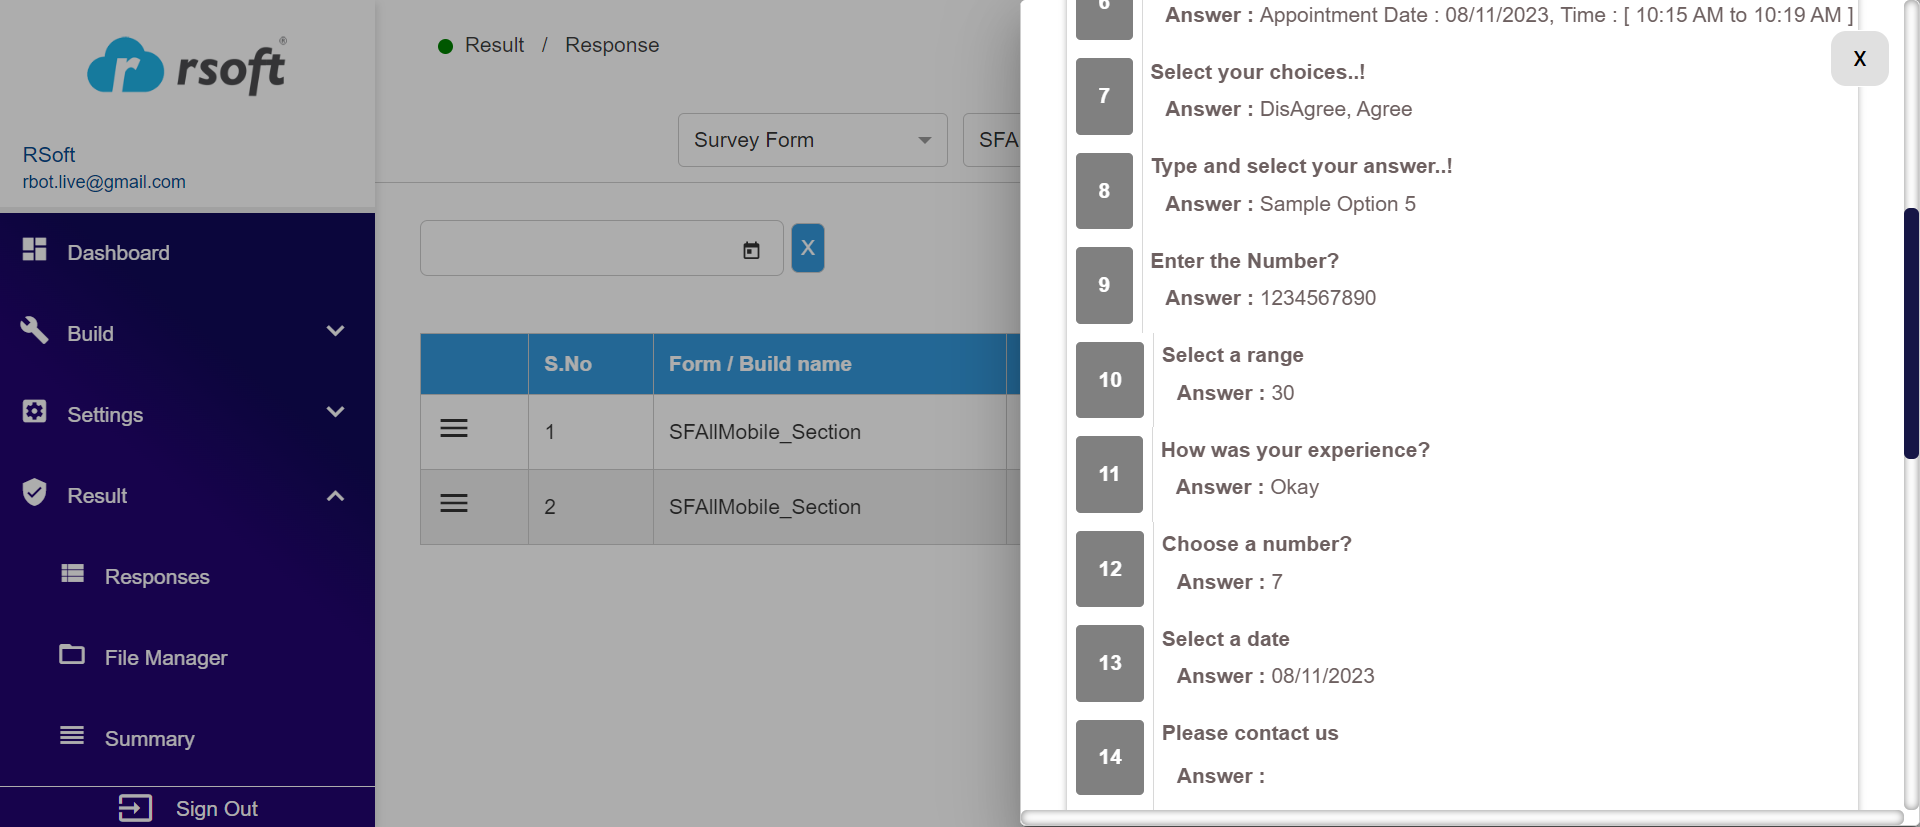 rsoft®
RSoft
rbot.live@gmail.com
Dashboard
Build
Settings
Result
Responses
File Manager
Summary
Sign Out
Result / Response
Survey Form
SFA
X
S.No
Form / Build name
1
SFAllMobile_Section
2
SFAllMobile_Section
X
6
Answer : Appointment Date : 08/11/2023, Time : [ 10:15 AM to 10:19 AM ]
7
Select your choices..!
Answer : DisAgree, Agree
8
Type and select your answer..!
Answer : Sample Option 5
9
Enter the Number?
Answer : 1234567890
10
Select a range
Answer : 30
11
How was your experience?
Answer : Okay
12
Choose a number?
Answer : 7
13
Select a date
Answer : 08/11/2023
14
Please contact us
Answer :